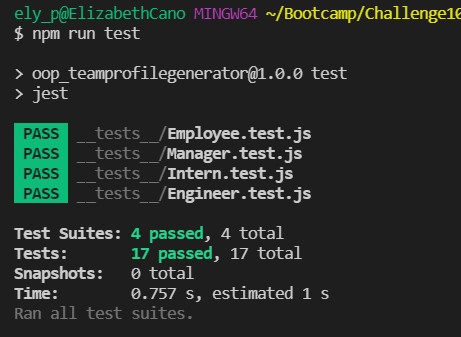 ely_p@ElizabethCano MINGW64 ~/Bootcamp/Challenge10
$ npm run test
> oop_teamprofilegenerator@1.0.0 test
> jest
PASS __tests__/Employee.test.js
PASS __tests__/Manager.test.js
PASS __tests__/Intern.test.js
PASS __tests__/Engineer.test.js
Test Suites: 4 passed, 4 total
Tests: 17 passed, 17 total
Snapshots: 0 total
Time: 0.757 s, estimated 1 s
Ran all test suites.